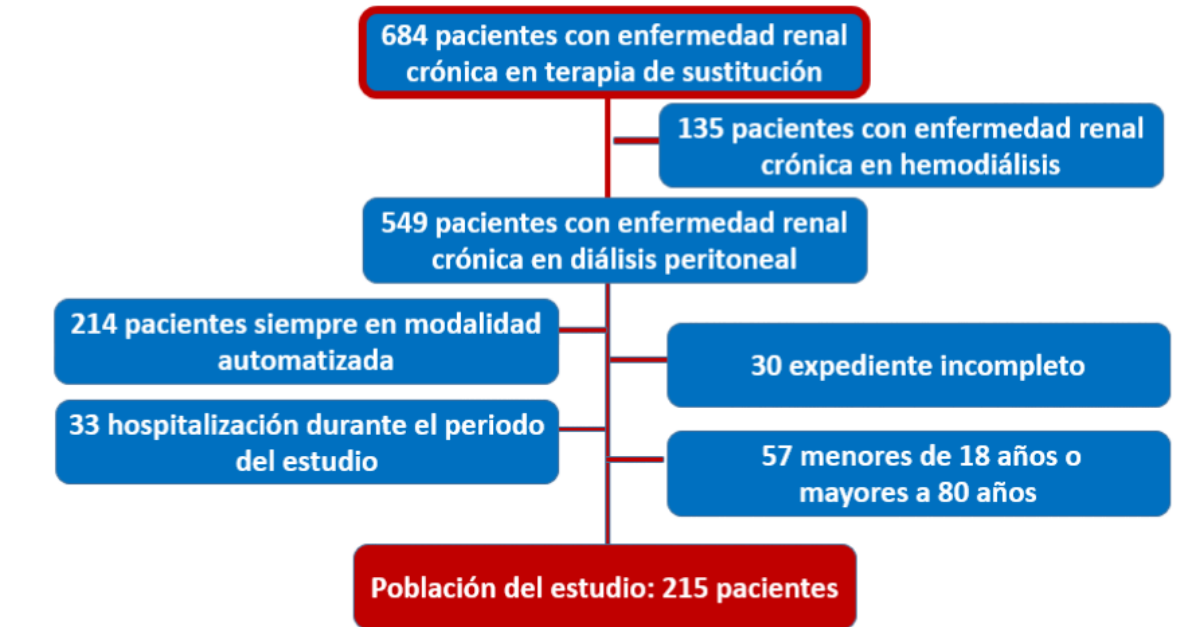 684 pacientes con enfermedad renal
crónica en terapia de sustitución
135 pacientes con enfermedad renal
crónica en hemodiálisis
549 pacientes con enfermedad renal
crónica en diálisis peritoneal
214 pacientes siempre en modalidad
automatizada
30 expediente incompleto
33 hospitalización durante el periodo
del estudio
57 menores de 18 años o
mayores a 80 años
Población del estudio: 215 pacientes